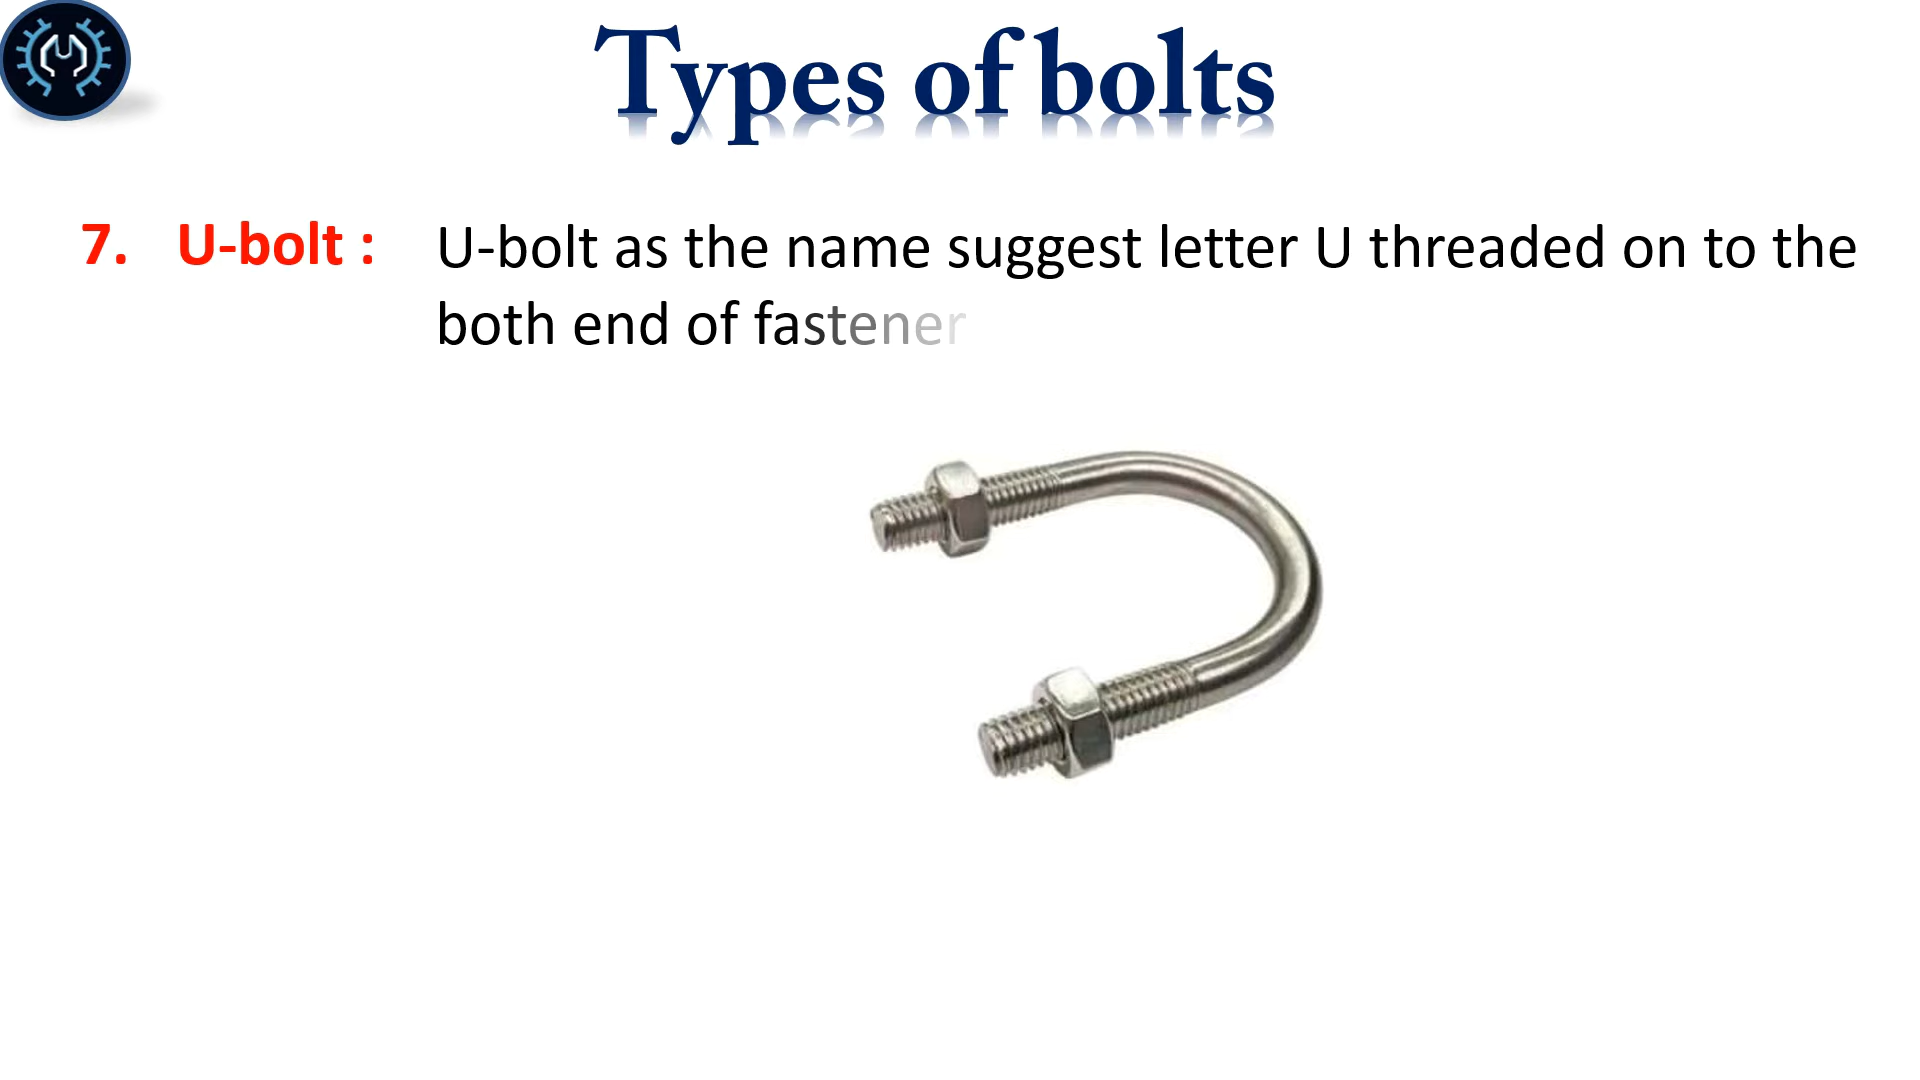 Types of bolts
7. U-bolt : U-bolt as the name suggest letter U threaded on to the
both end of fastener